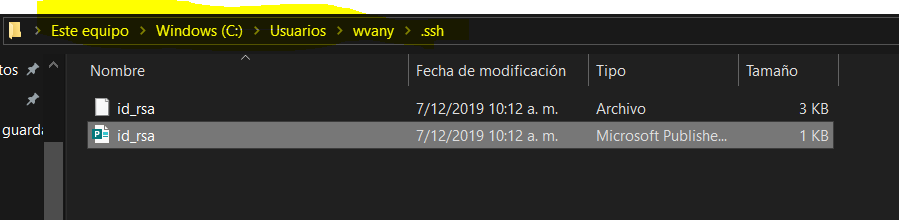 Este equipo > Windows (C:) > Usuarios > wvany > .ssh
tos
Nombre Fecha de modificación Tipo Tamaño
id_rsa 7/12/2019 10:12 a. m. Archivo 3 KB
guarda id_rsa 7/12/2019 10:12 a. m. Microsoft Publishe... 1 KB